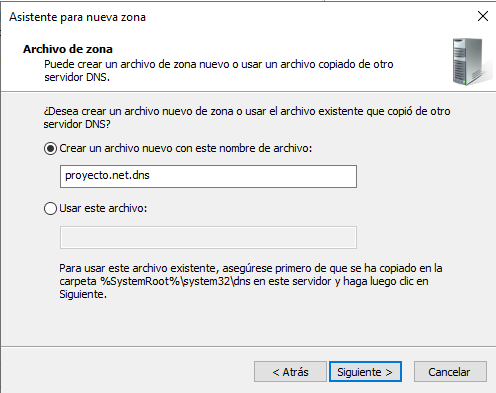 Asistente para nueva zona
Archivo de zona
Puede crear un archivo de zona nuevo o usar un archivo copiado de otro
servidor DNS.
¿Desea crear un archivo nuevo de zona o usar el archivo existente que copió de otro
servidor DNS?
Crear un archivo nuevo con este nombre de archivo:
proyecto.net.dns
Usar este archivo:
Para usar este archivo existente, asegúrese primero de que se ha copiado en la
carpeta %SystemRoot%\system32\dns en este servidor y haga luego clic en
Siguiente.
< Atrás
Siguiente >
Cancelar